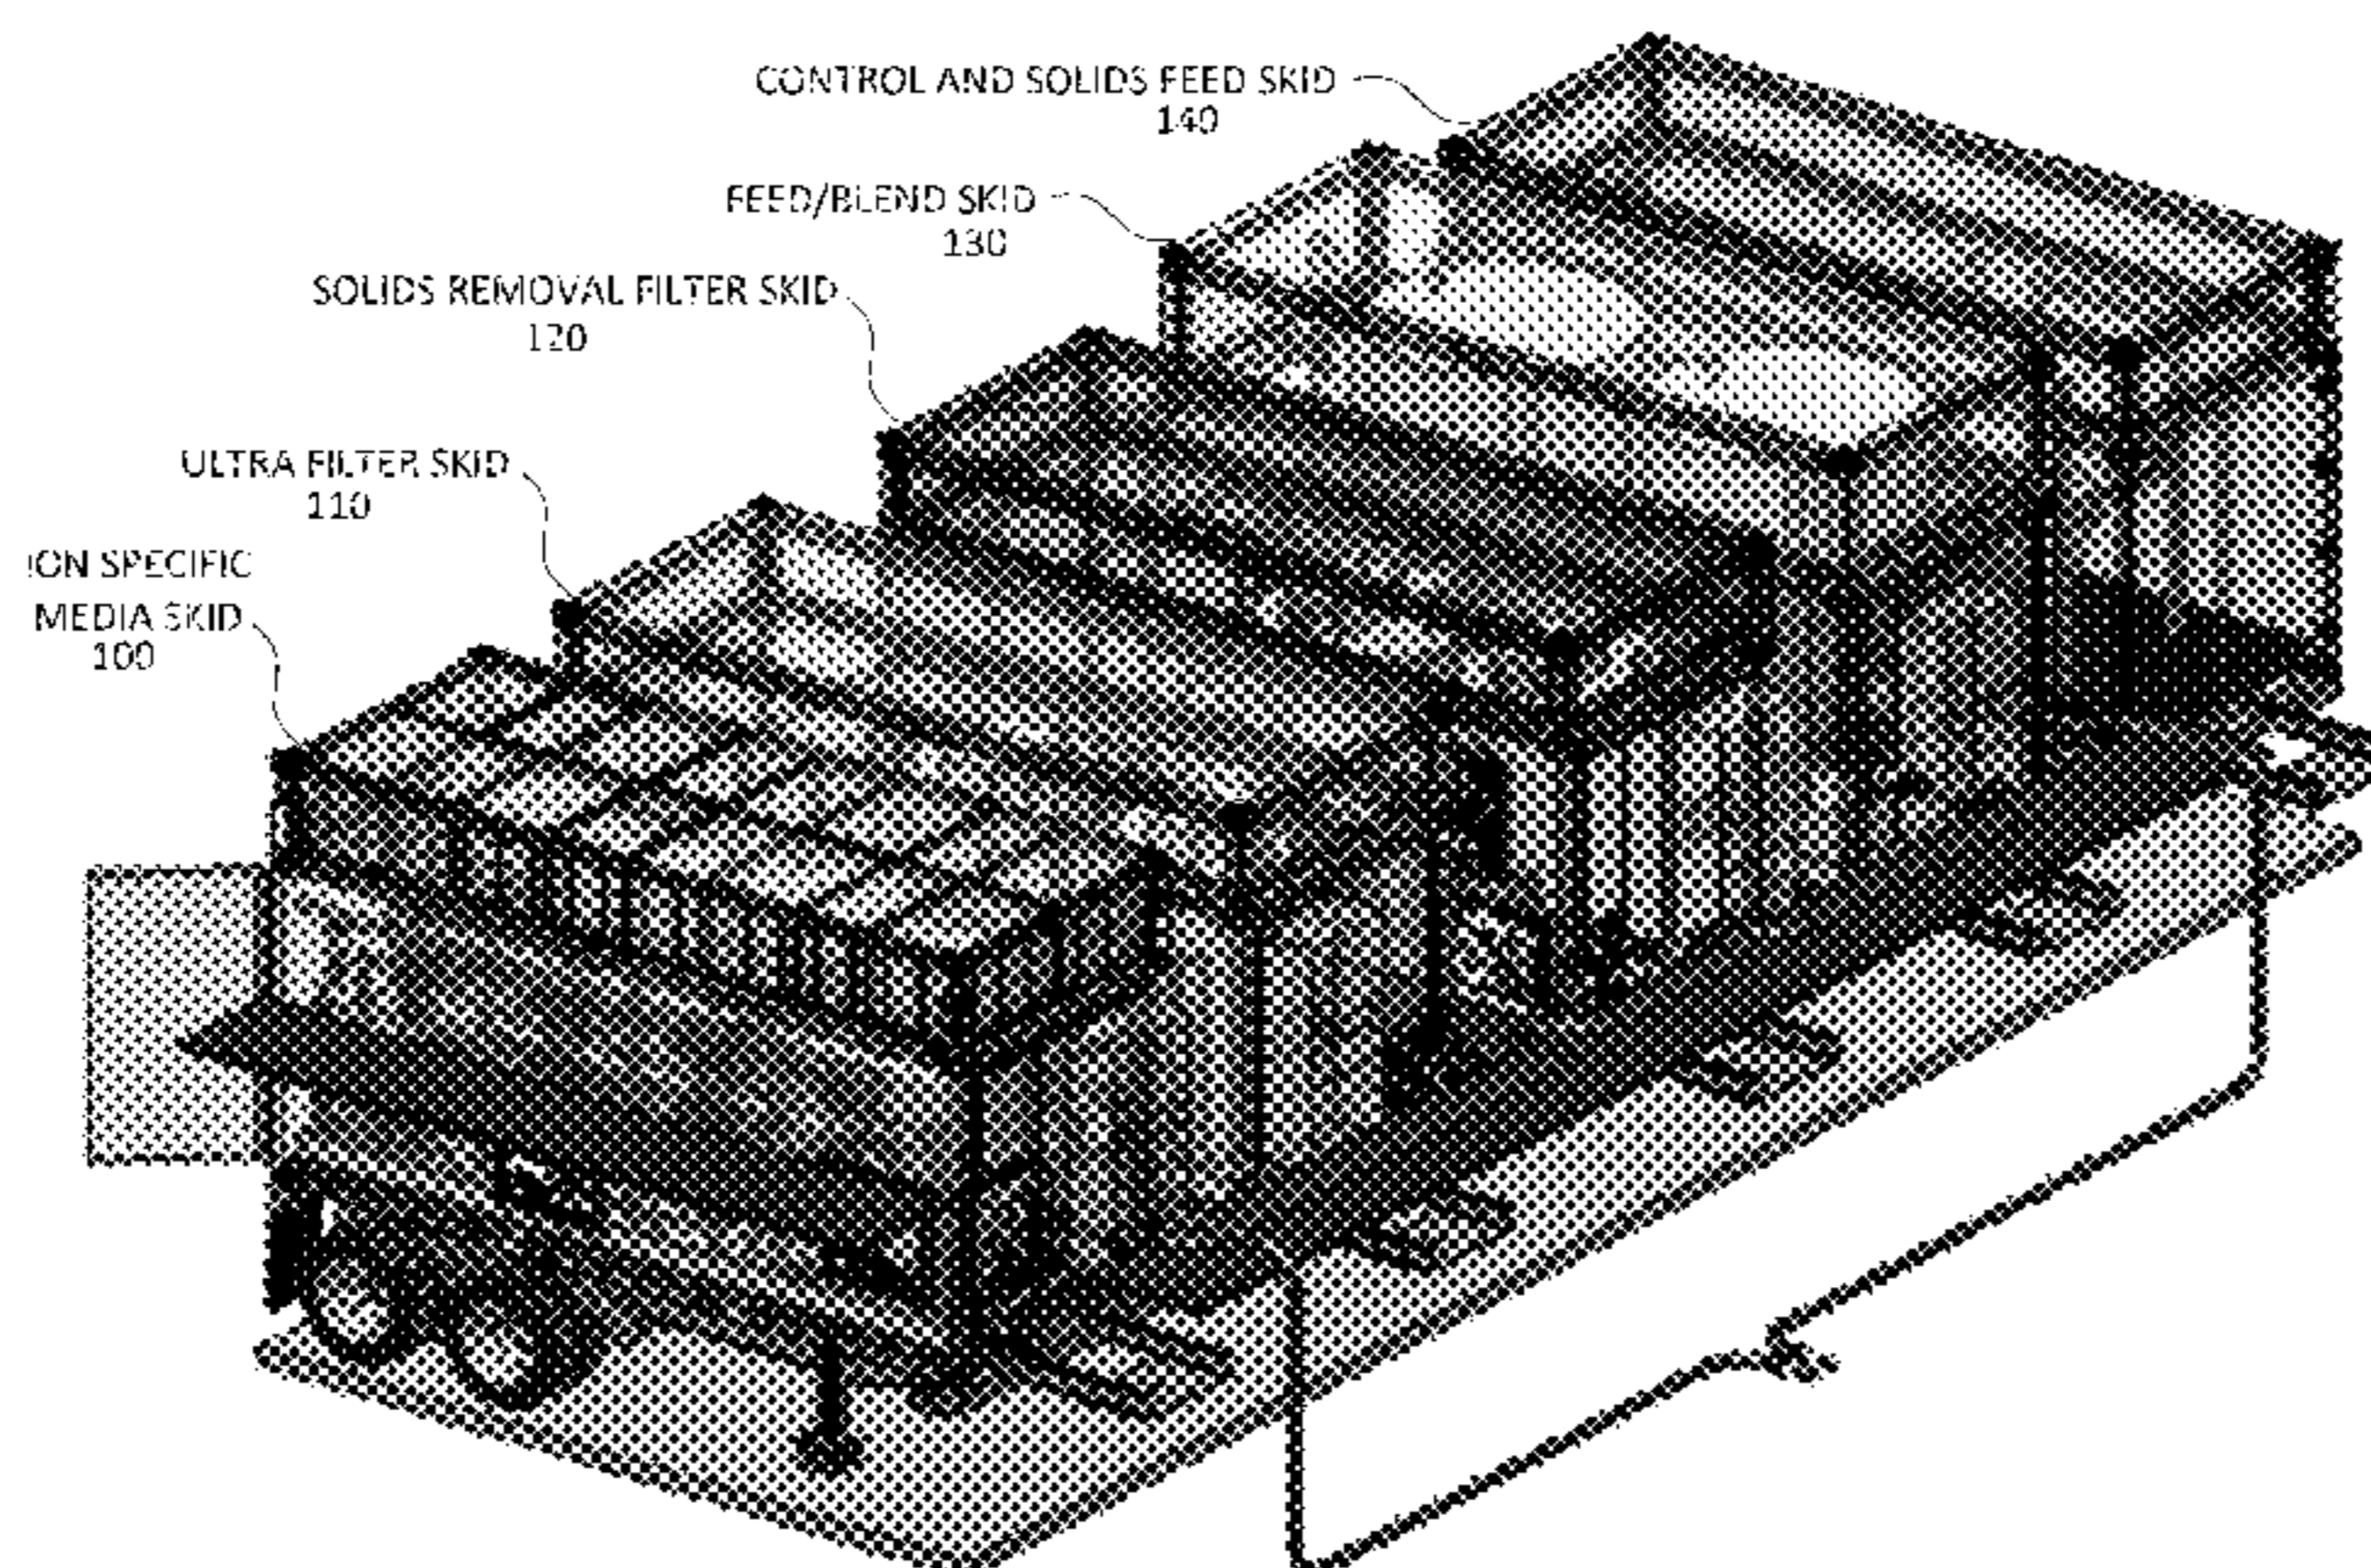 CONTROL AND SOLIDS FEED SKID
140
FEED/BLEND SKID
130
SOLIDS REMOVAL FILTER SKID
120
ULTRA FILTER SKID
110
ION SPECIFIC
MEDIA SKID
100